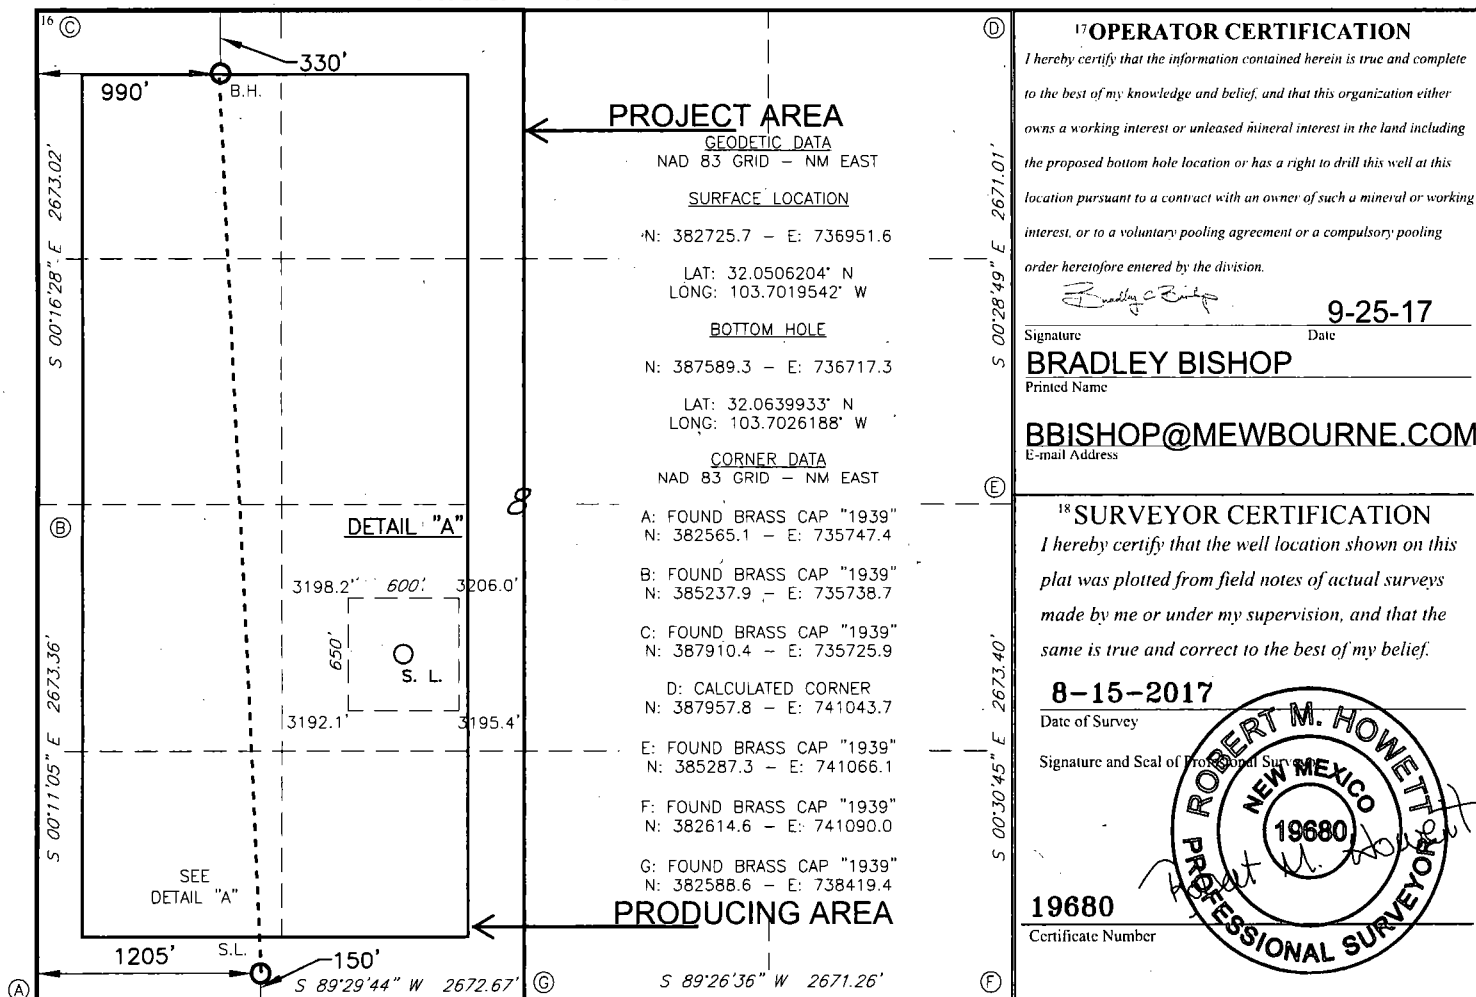 16 Ⓒ
330'
990'
B.H.
S 00°16'28" E 2673.02'
Ⓑ
DETAIL "A"
3198.2' 600' 3206.0'
650'
S. L.
3192.1' 3195.4'
S 00°11'05" E 2673.36'
SEE
DETAIL "A"
1205'
S.L.
150'
S 89°29'44" W 2672.67'
Ⓐ
8
Ⓓ
PROJECT AREA
GEODETIC DATA
NAD 83 GRID – NM EAST
SURFACE LOCATION
N: 382725.7 – E: 736951.6
LAT: 32.0506204° N
LONG: 103.7019542° W
BOTTOM HOLE
N: 387589.3 – E: 736717.3
LAT: 32.0639933° N
LONG: 103.7026188° W
CORNER DATA
NAD 83 GRID – NM EAST
A: FOUND BRASS CAP "1939"
N: 382565.1 – E: 735747.4
B: FOUND BRASS CAP "1939"
N: 385237.9 – E: 735738.7
C: FOUND BRASS CAP "1939"
N: 387910.4 – E: 735725.9
D: CALCULATED CORNER
N: 387957.8 – E: 741043.7
E: FOUND BRASS CAP "1939"
N: 385287.3 – E: 741066.1
F: FOUND BRASS CAP "1939"
N: 382614.6 – E: 741090.0
G: FOUND BRASS CAP "1939"
N: 382588.6 – E: 738419.4
PRODUCING AREA
S 00°28'49" E 2671.01'
Ⓔ
S 00°30'45" E 2673.40'
Ⓖ
S 89°26'36" W 2671.26'
Ⓕ
17 OPERATOR CERTIFICATION
I hereby certify that the information contained herein is true and complete
to the best of my knowledge and belief, and that this organization either
owns a working interest or unleased mineral interest in the land including
the proposed bottom hole location or has a right to drill this well at this
location pursuant to a contract with an owner of such a mineral or working
interest, or to a voluntary pooling agreement or a compulsory pooling
order heretofore entered by the division.
Bradley C Bishop
9-25-17
Signature Date
BRADLEY BISHOP
Printed Name
BBISHOP@MEWBOURNE.COM
E-mail Address
18 SURVEYOR CERTIFICATION
I hereby certify that the well location shown on this
plat was plotted from field notes of actual surveys
made by me or under my supervision, and that the
same is true and correct to the best of my belief.
8-15-2017
Date of Survey
Signature and Seal of Professional Surveyor
ROBERT M. HOWETT
NEW MEXICO
19680
PROFESSIONAL SURVEYOR
Robert M. Howett
19680
Certificate Number